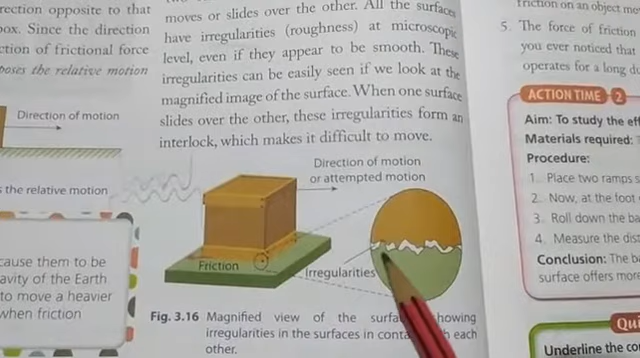 rection opposite to that
box. Since the direction
ction of frictional force
poses the relative motion
Direction of motion
s the relative motion
cause them to be
avity of the Earth
to move a heavier
when friction
moves or slides over the other. All the surfaces
have irregularities (roughness) at microscopic
level, even if they appear to be smooth. These
irregularities can be easily seen if we look at the
magnified image of the surface. When one surface
slides over the other, these irregularities form an
interlock, which makes it difficult to move.
Direction of motion
or attempted motion
Friction
Irregularities
Fig. 3.16 Magnified view of the surfa howing
irregularities in the surfaces in conta h each
other.
friction on an object mo
5. The force of friction
you ever noticed that
operates for a long du
ACTION TIME 2
Aim: To study the eff
Materials required:
Procedure:
1. Place two ramps s
2. Now, at the foot
3. Roll down the ba
4. Measure the dist
Conclusion: The ba
surface offers more
Qui
Underline the co